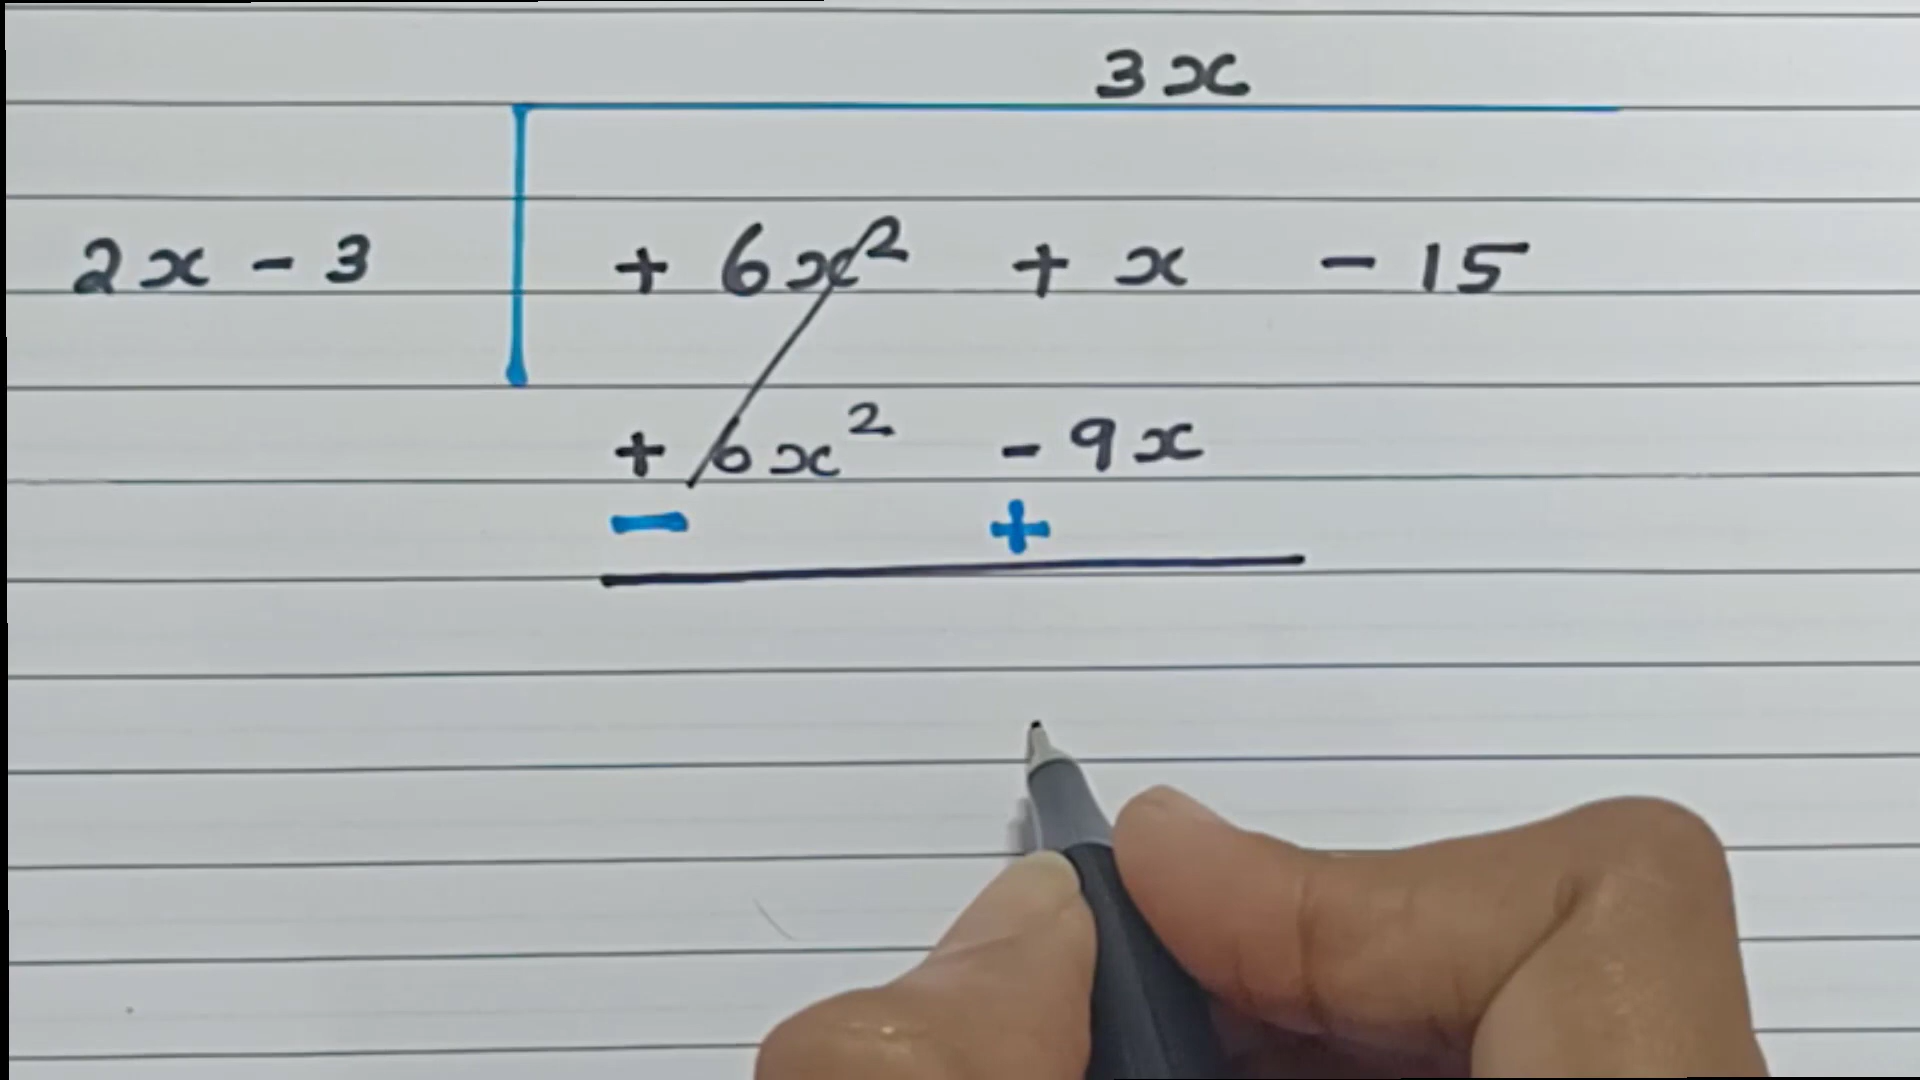 3x
2x - 3 + 6x² + x - 15
+ 6x² - 9x
- +